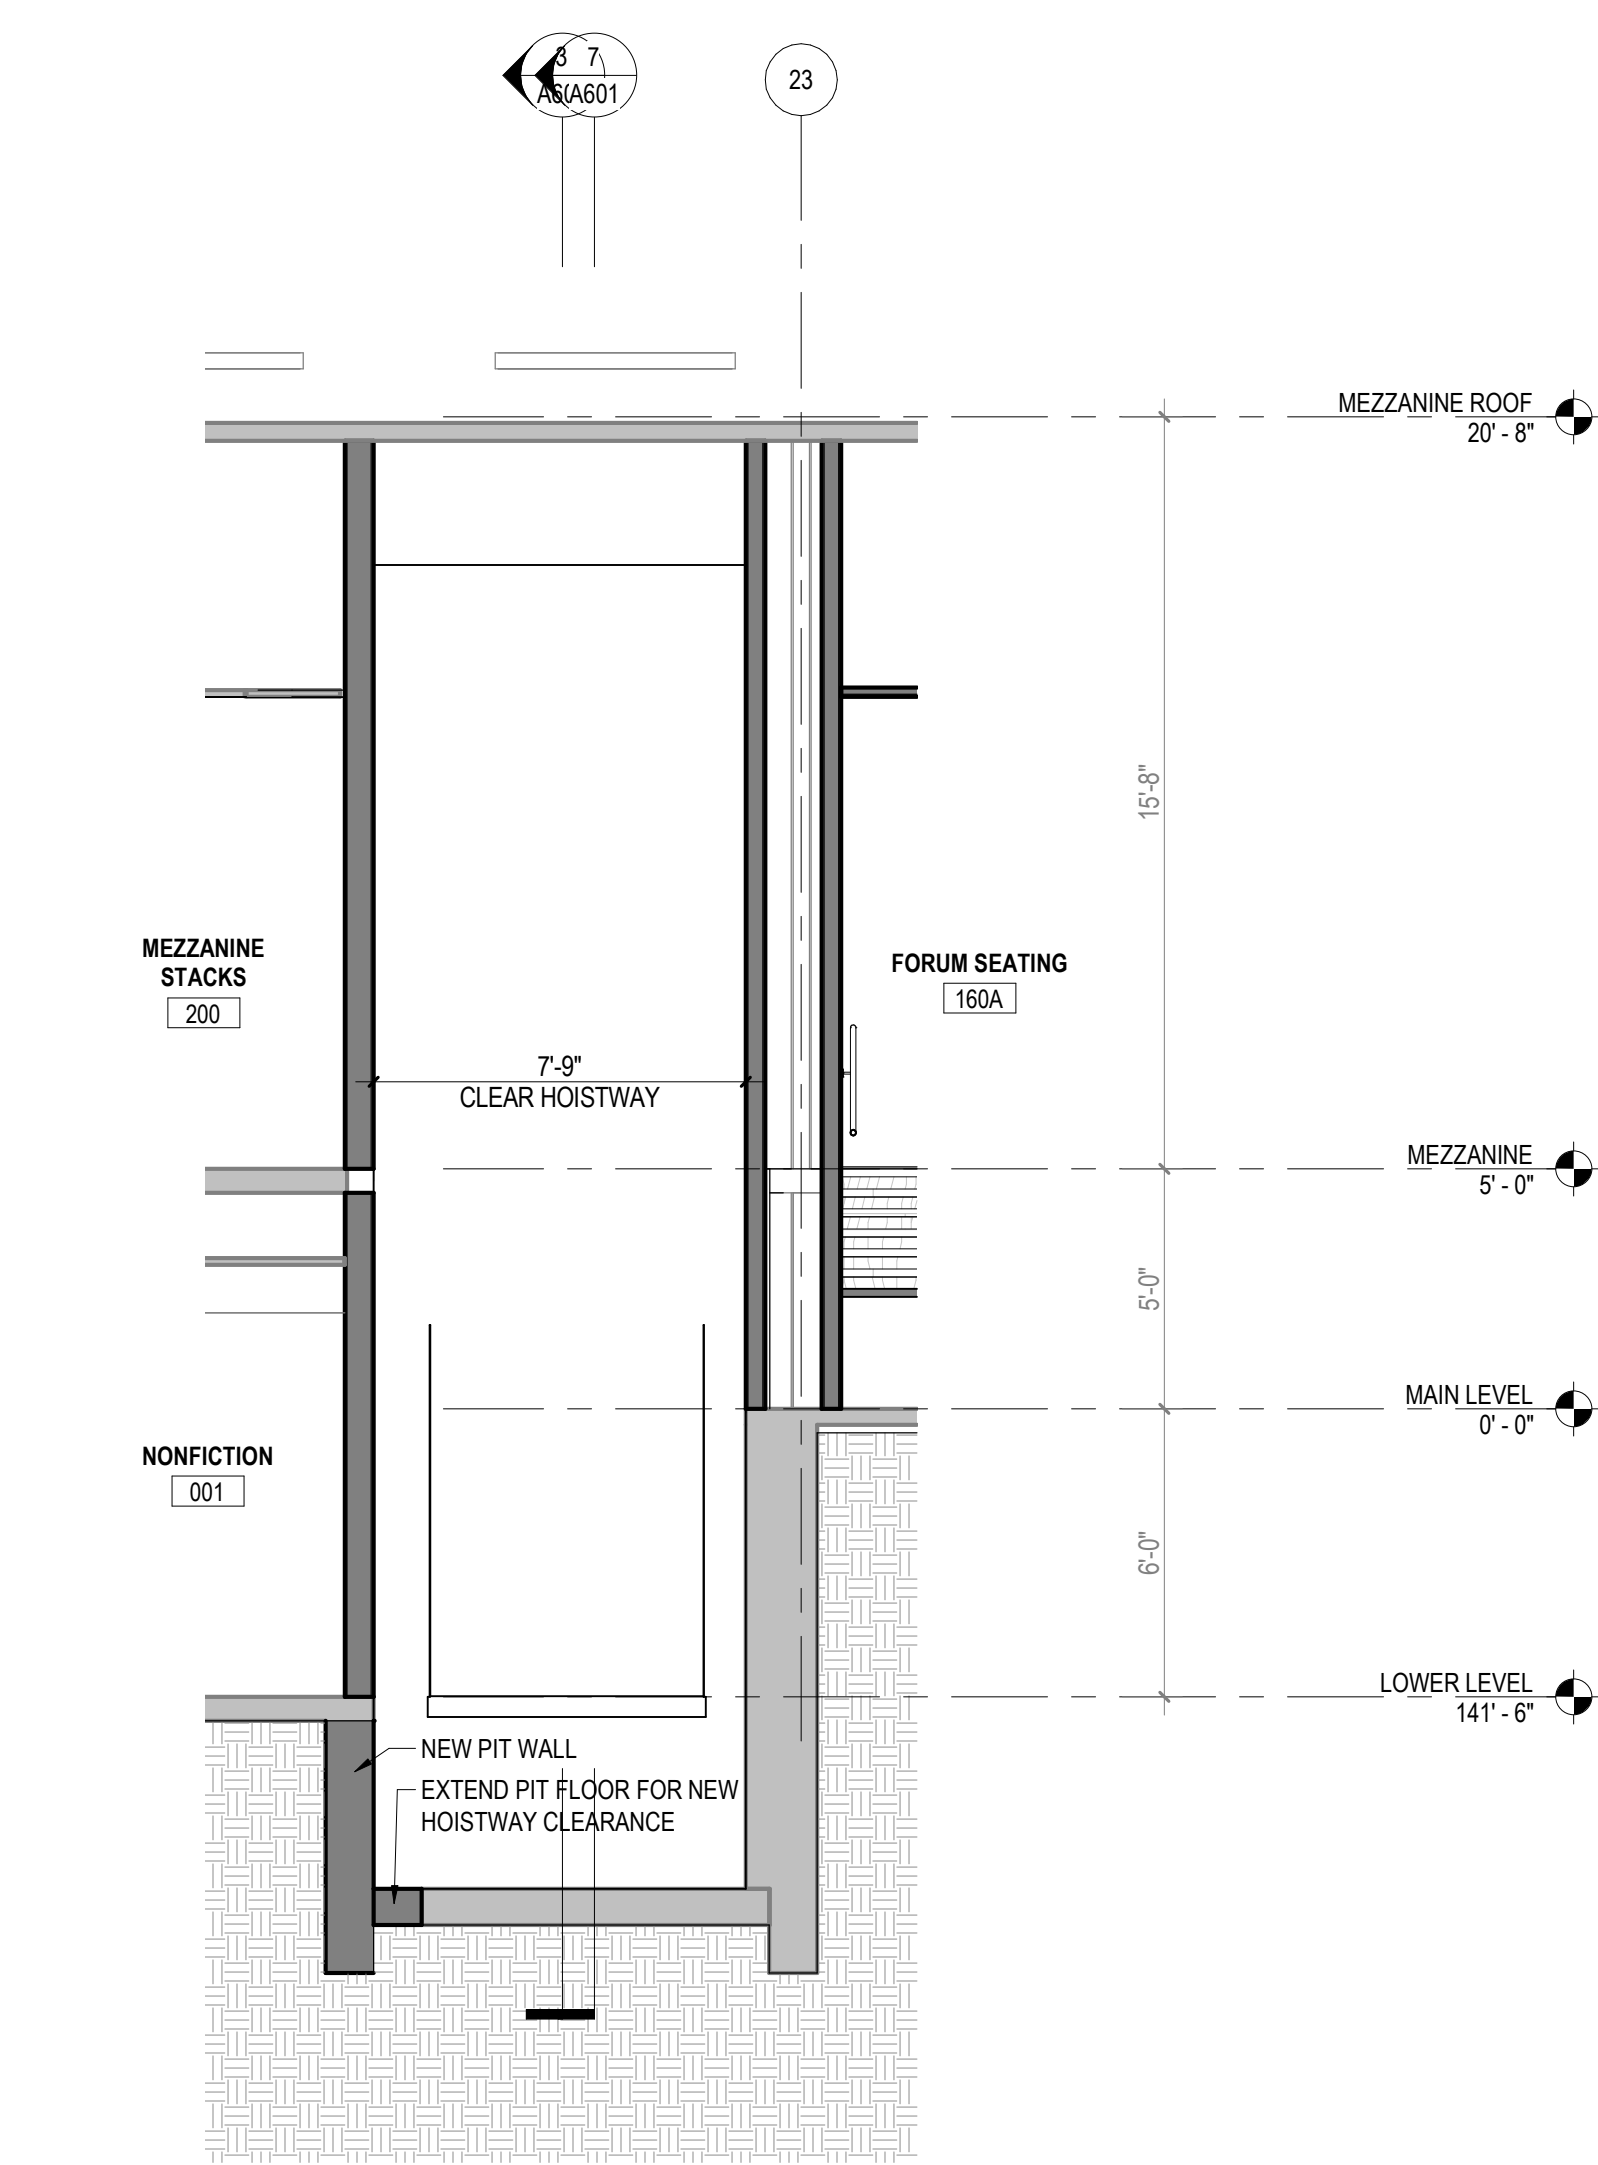 3 7
A601
23
MEZZANINE ROOF
20' - 8"
15'-8"
MEZZANINE
STACKS
200
FORUM SEATING
160A
7'-9"
CLEAR HOISTWAY
MEZZANINE
5' - 0"
5'-0"
MAIN LEVEL
0' - 0"
NONFICTION
001
6'-0"
LOWER LEVEL
141' - 6"
NEW PIT WALL
EXTEND PIT FLOOR FOR NEW
HOISTWAY CLEARANCE